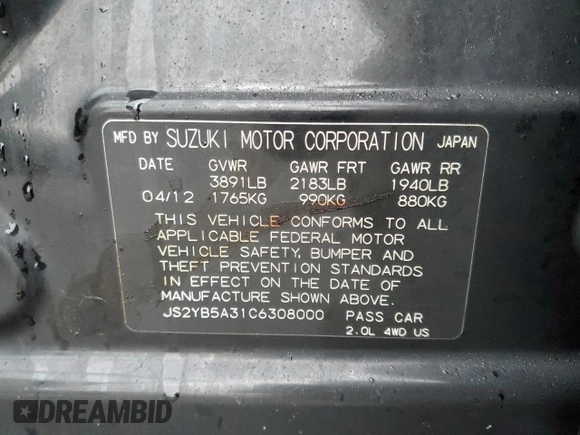 MFD BY SUZUKI MOTOR CORPORATION JAPAN
DATE GVWR GAWR FRT GAWR RR
3891LB 2183LB 1940LB
04/12 1765KG 990KG 880KG
THIS VEHICLE CONFORMS TO ALL
APPLICABLE FEDERAL MOTOR
VEHICLE SAFETY, BUMPER AND
THEFT PREVENTION STANDARDS
IN EFFECT ON THE DATE OF
MANUFACTURE SHOWN ABOVE.
JS2YB5A31C6308000 PASS CAR
2.0L 4WD US
DREAMBID